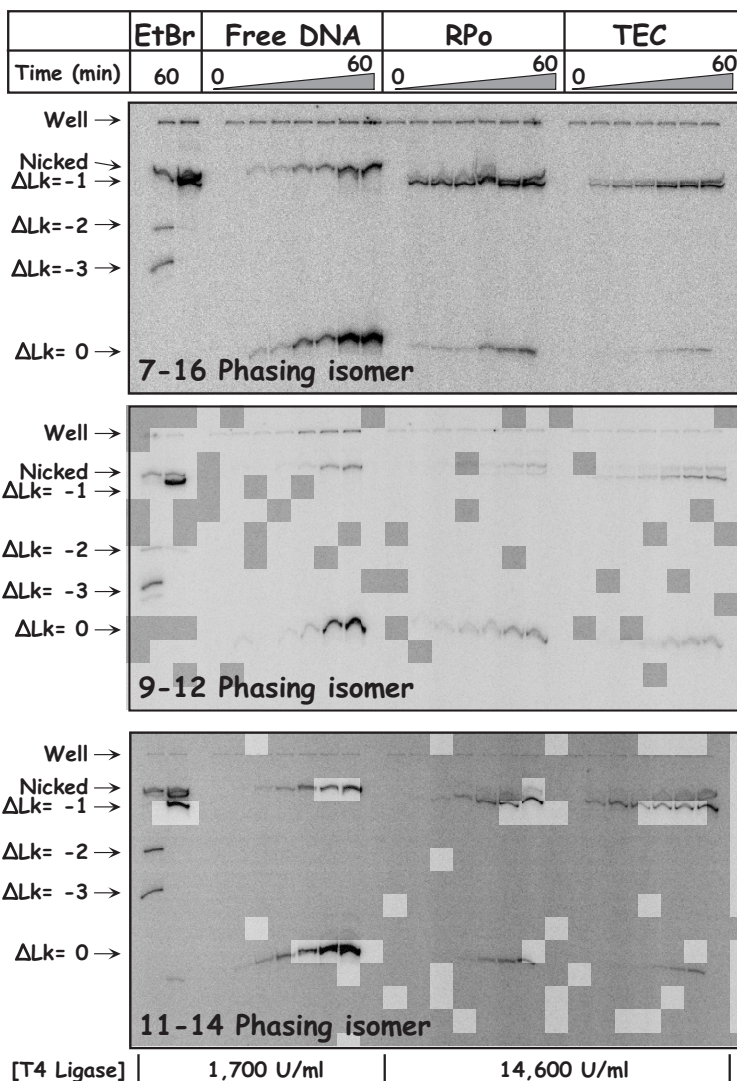 EtBr Free DNA RPo TEC
Time (min) 60 0 60 0 60 0 60
Well →
Nicked →
ΔLk=-1 →
ΔLk=-2 →
ΔLk=-3 →
ΔLk= 0 →
7-16 Phasing isomer
Well →
Nicked →
ΔLk= -1 →
ΔLk= -2 →
ΔLk= -3 →
ΔLk= 0 →
9-12 Phasing isomer
Well →
Nicked →
ΔLk= -1 →
ΔLk= -2 →
ΔLk= -3 →
ΔLk= 0 →
11-14 Phasing isomer
[T4 Ligase] 1,700 U/ml 14,600 U/ml